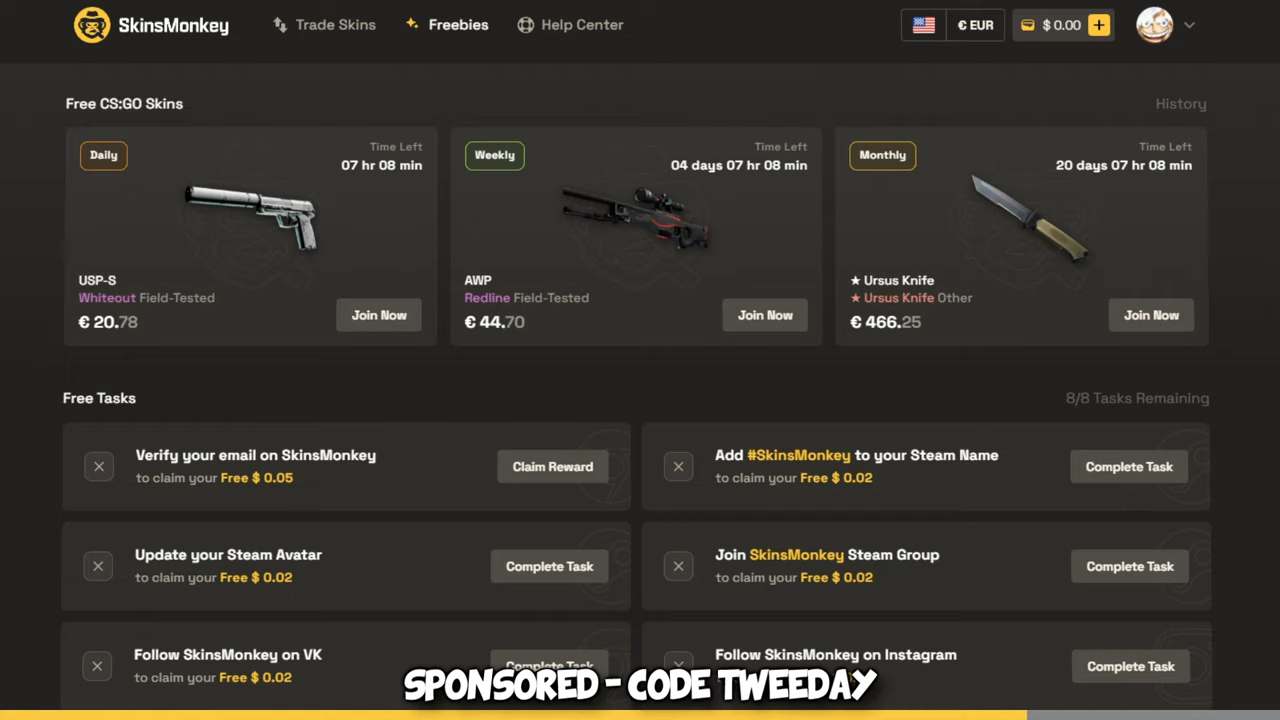 SkinsMonkey
Trade Skins
Freebies
Help Center
€ EUR
$ 0.00 +
Free CS:GO Skins
History
Daily
Time Left
07 hr 08 min
USP-S
Whiteout Field-Tested
€ 20.78
Join Now
Weekly
Time Left
04 days 07 hr 08 min
AWP
Redline Field-Tested
€ 44.70
Join Now
Monthly
Time Left
20 days 07 hr 08 min
★ Ursus Knife
★ Ursus Knife Other
€ 466.25
Join Now
Free Tasks
8/8 Tasks Remaining
Verify your email on SkinsMonkey
to claim your Free $ 0.05
Claim Reward
Add #SkinsMonkey to your Steam Name
to claim your Free $ 0.02
Complete Task
Update your Steam Avatar
to claim your Free $ 0.02
Complete Task
Join SkinsMonkey Steam Group
to claim your Free $ 0.02
Complete Task
Follow SkinsMonkey on VK
to claim your Free $ 0.02
Complete Task
Follow SkinsMonkey on Instagram
Complete Task
SPONSORED - CODE TWEEDAY